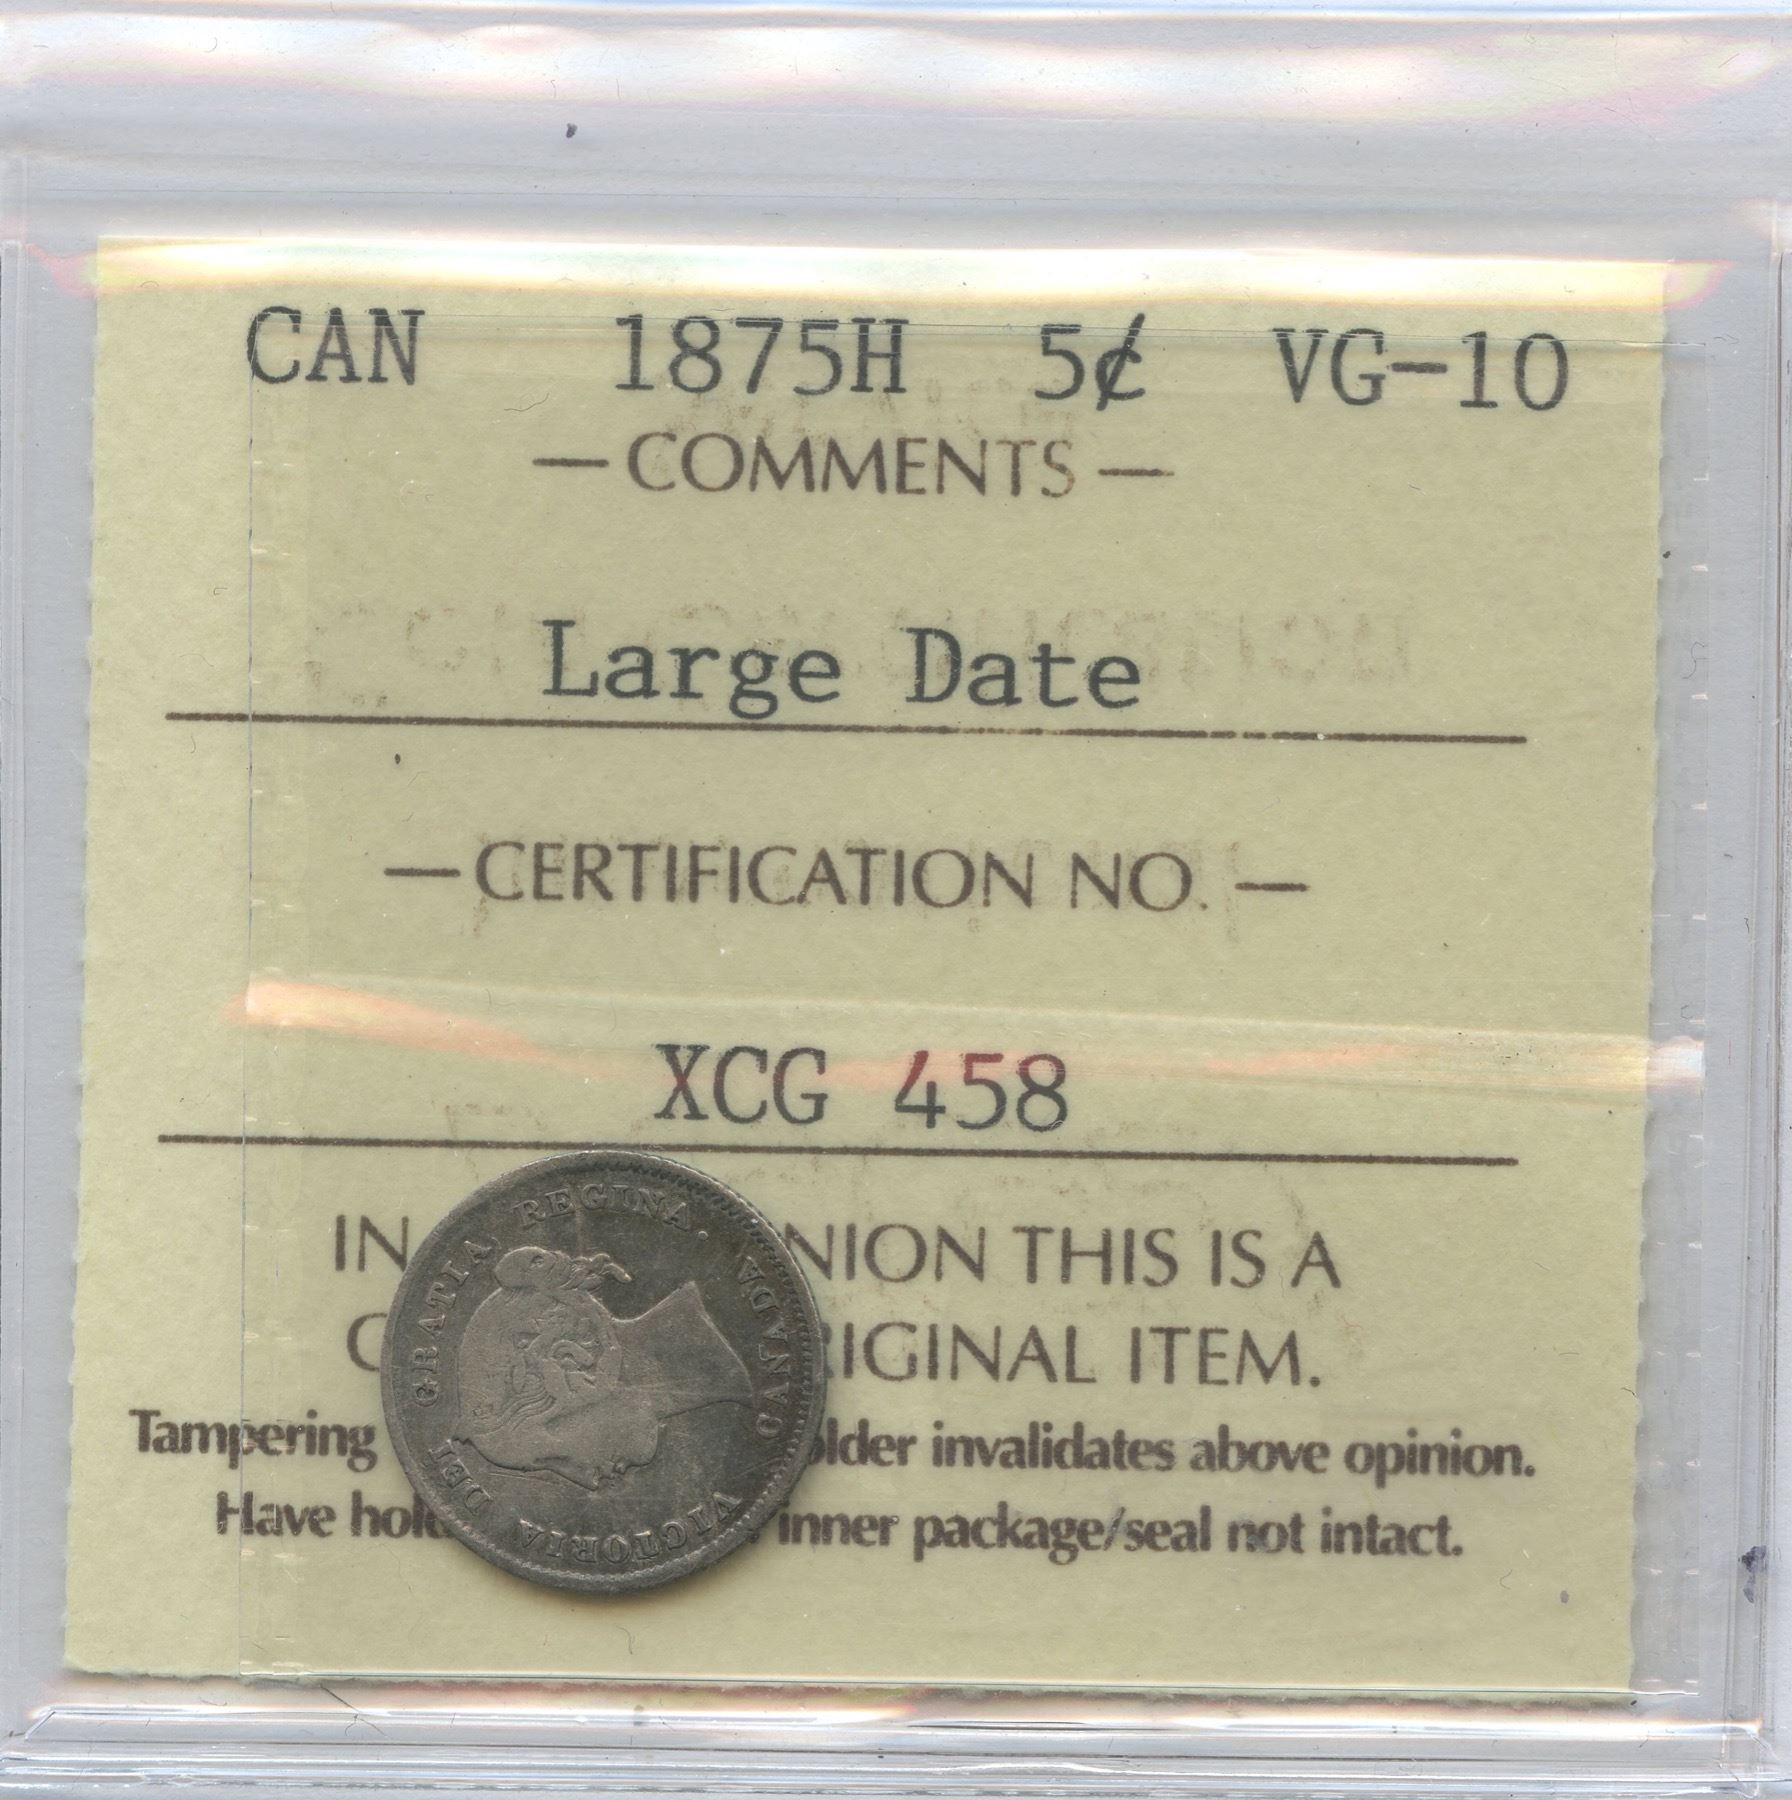 CAN 1875H 5¢ VG-10
— COMMENTS —
Large Date
— CERTIFICATION NO. —
XCG 458
IN NION THIS IS A
RIGINAL ITEM.
Tampering older invalidates above opinion.
Have hold inner package/seal not intact.
VICTORIA DEI GRATIA REGINA. CANADA